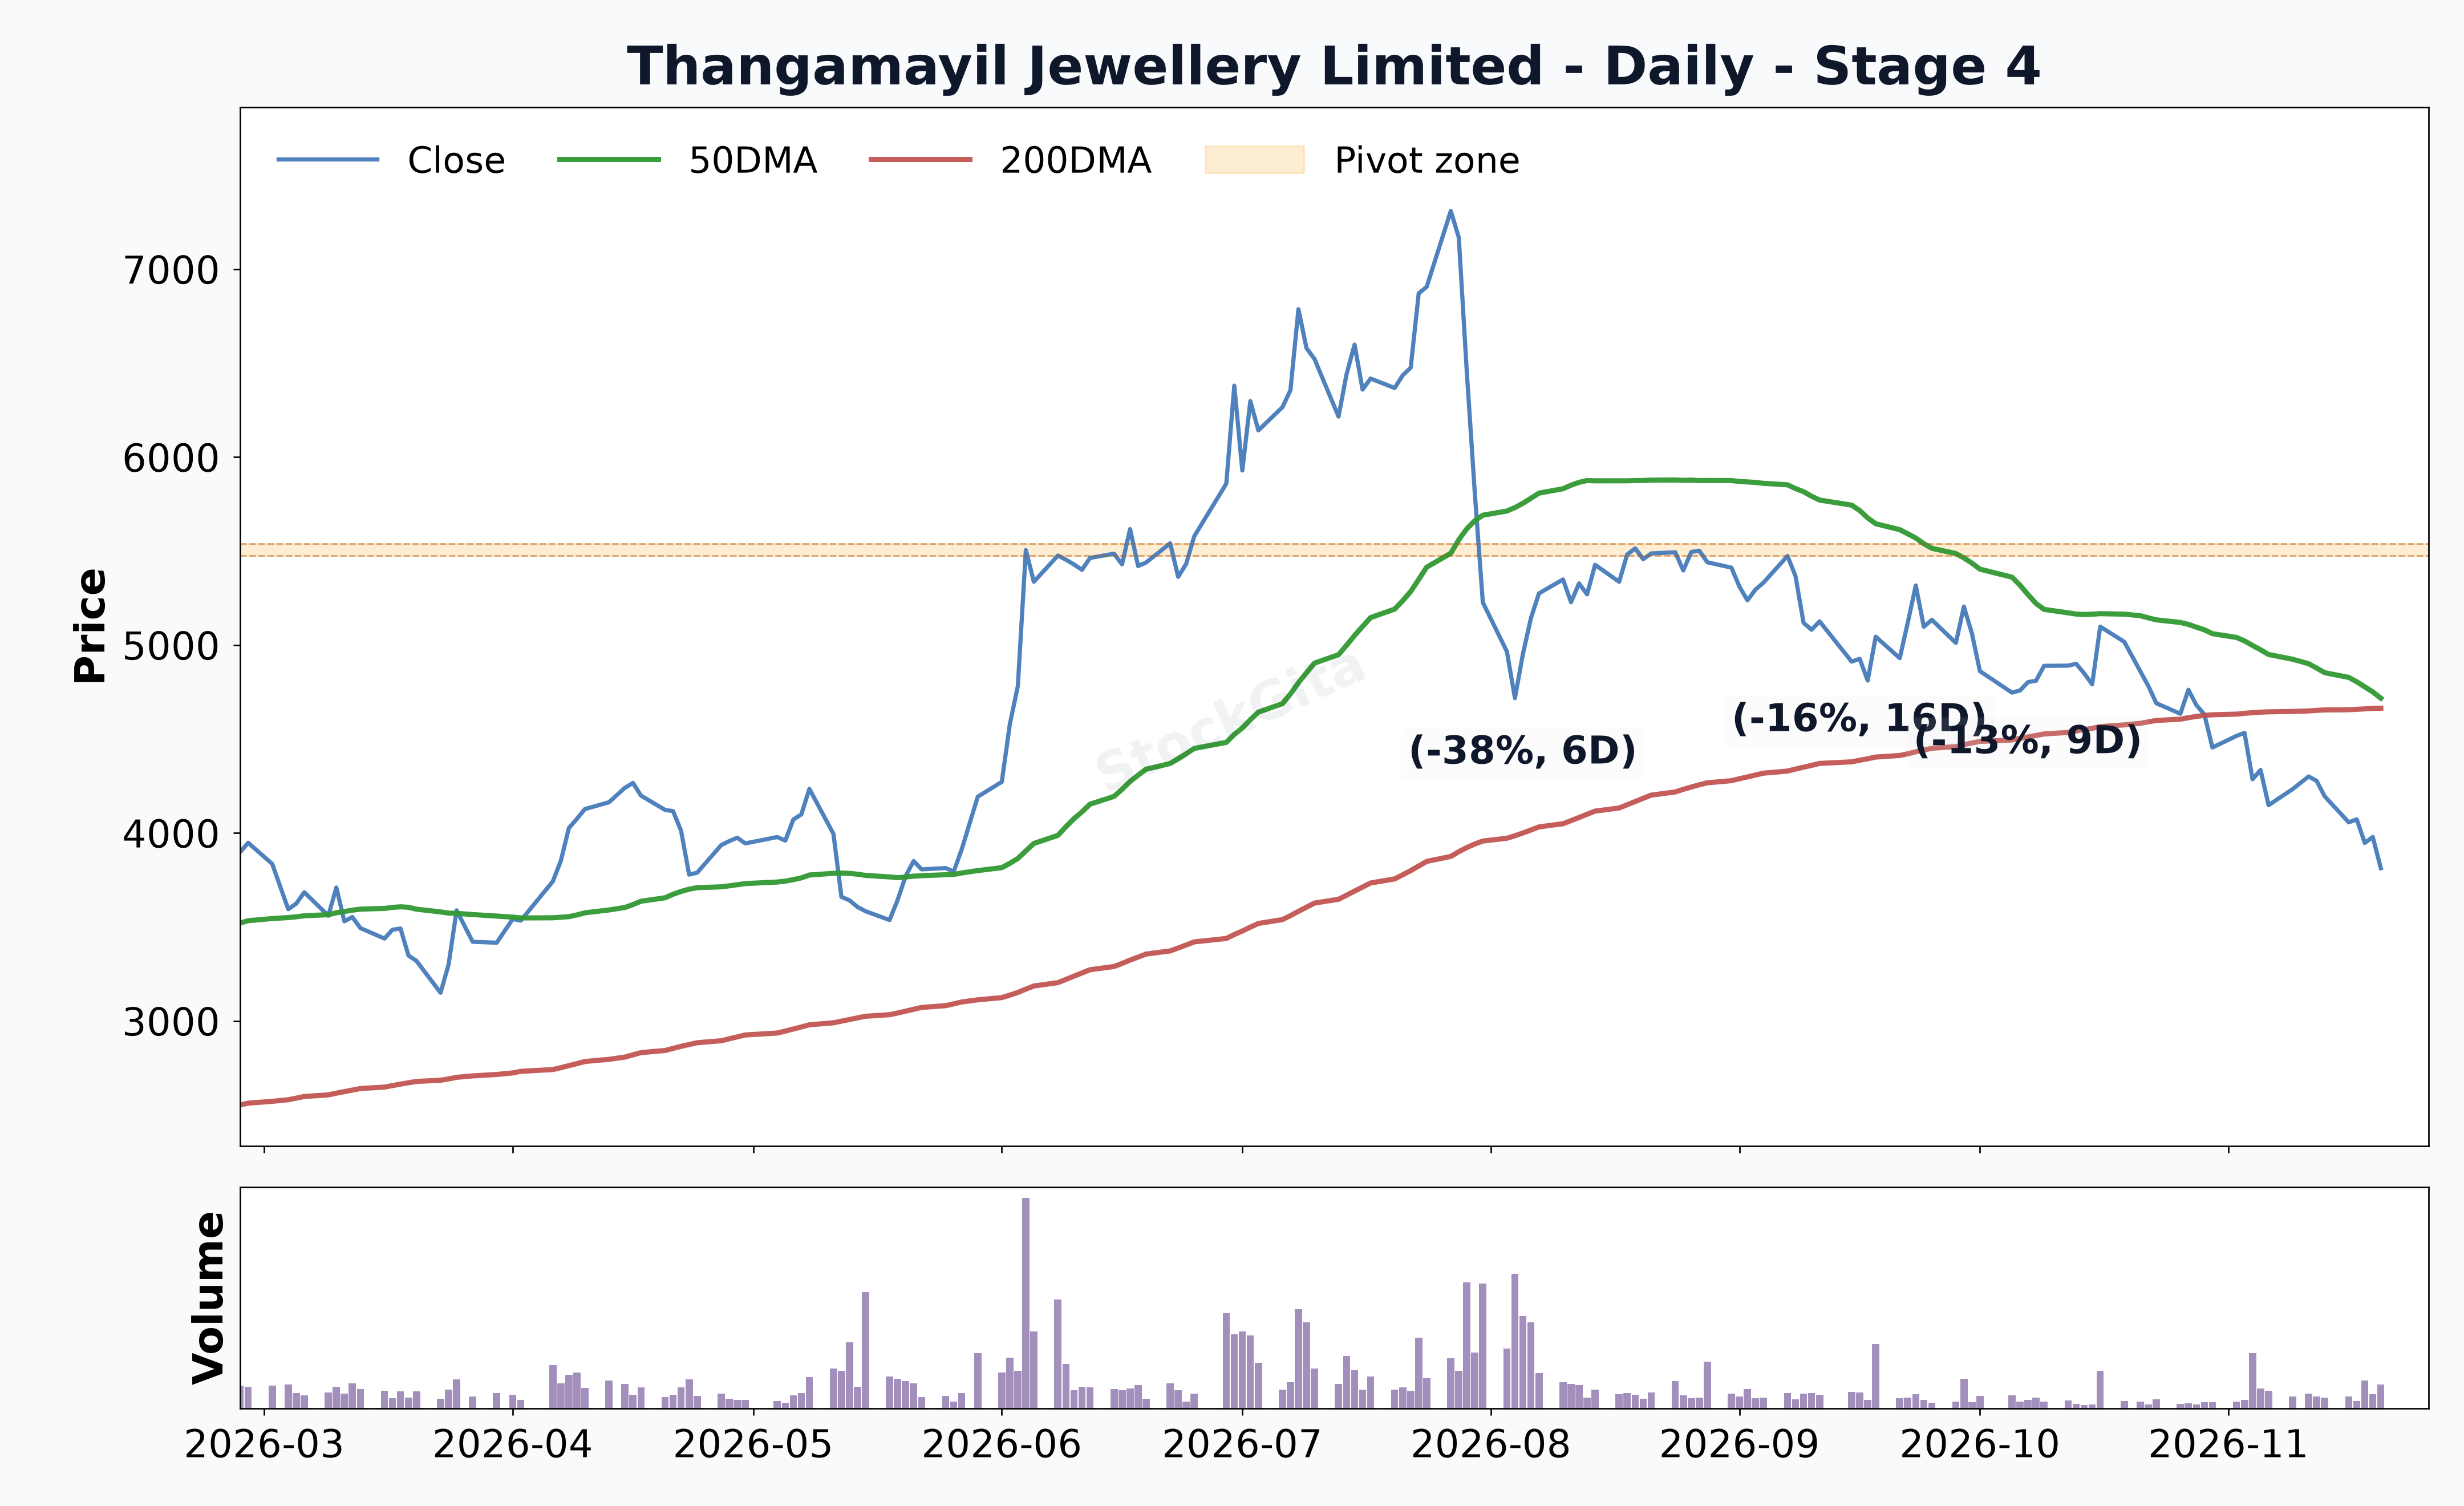 Thangamayil Jewellery Limited - Daily - Stage 4
Close 50DMA 200DMA Pivot zone
7000
6000
5000
4000
3000
Price
StockGita
(-38%, 6D)
(-16%, 16D)
(-13%, 9D)
Volume
2026-03 2026-04 2026-05 2026-06 2026-07 2026-08 2026-09 2026-10 2026-11